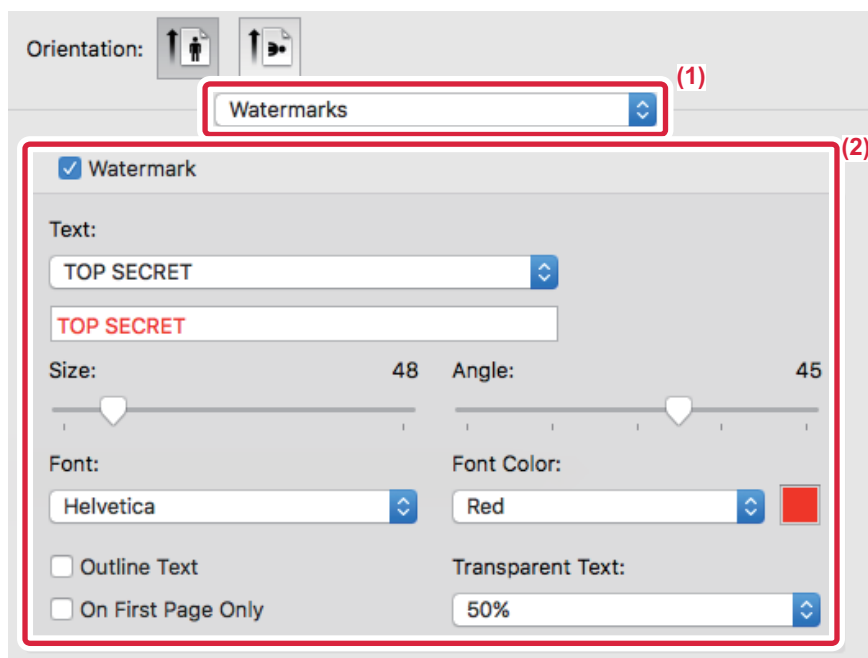 Orientation:
(1)
Watermarks
(2)
Watermark
Text:
TOP SECRET
TOP SECRET
Size: 48 Angle: 45
Font: Font Color:
Helvetica Red
Outline Text Transparent Text:
On First Page Only 50%